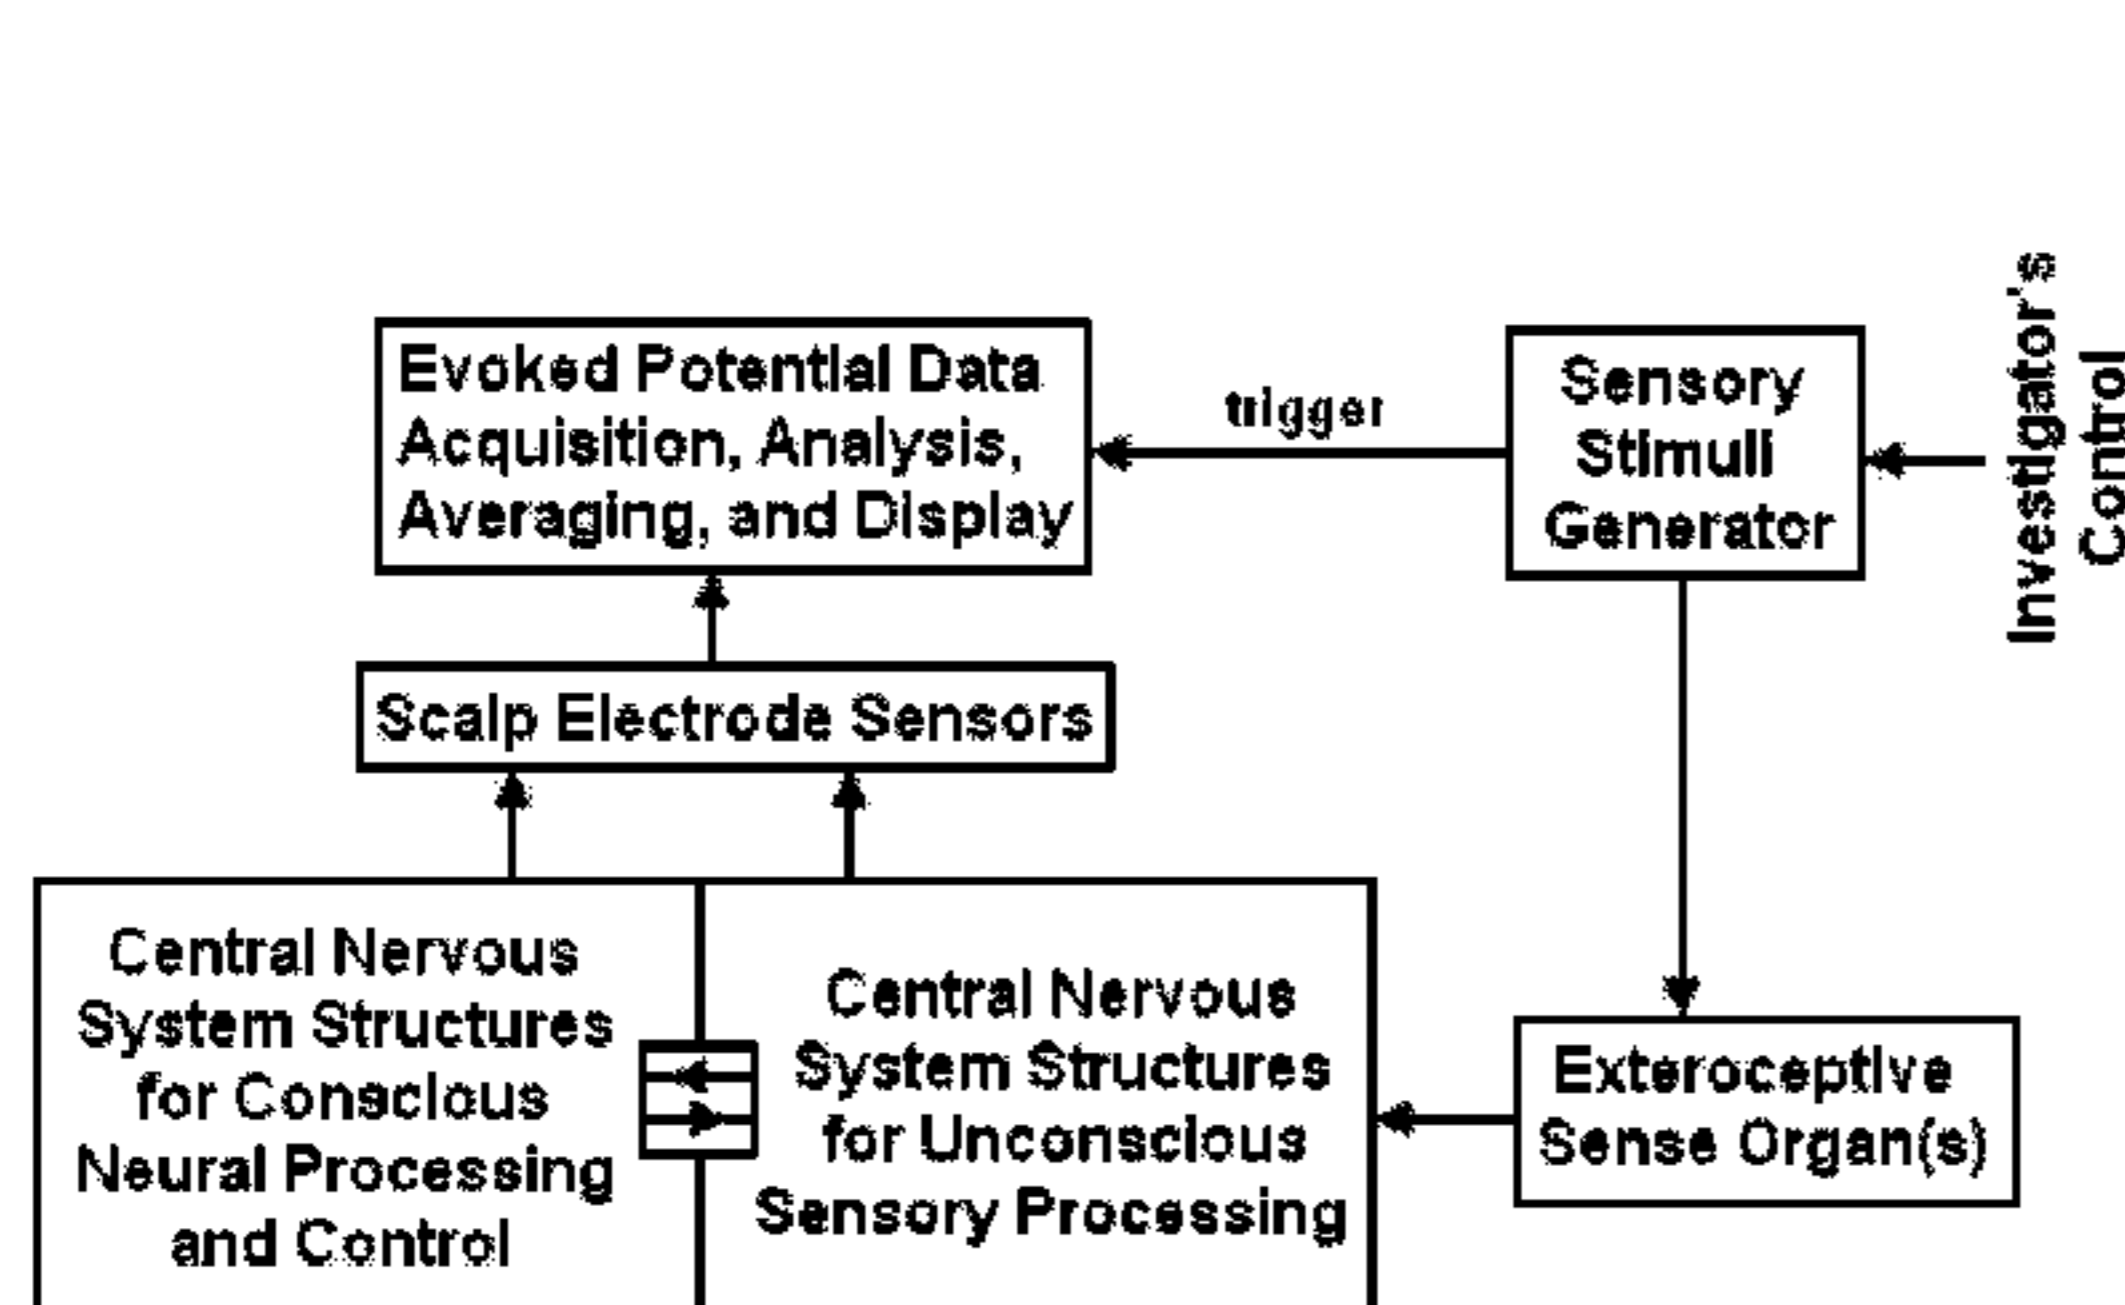 Evoked Potential Data
Acquisition, Analysis,
Averaging, and Display
trigger
Sensory
Stimuli
Generator
Investigator's
Control
Scalp Electrode Sensors
Central Nervous
System Structures
for Conscious
Neural Processing
and Control
Central Nervous
System Structures
for Unconscious
Sensory Processing
Exteroceptive
Sense Organ(s)